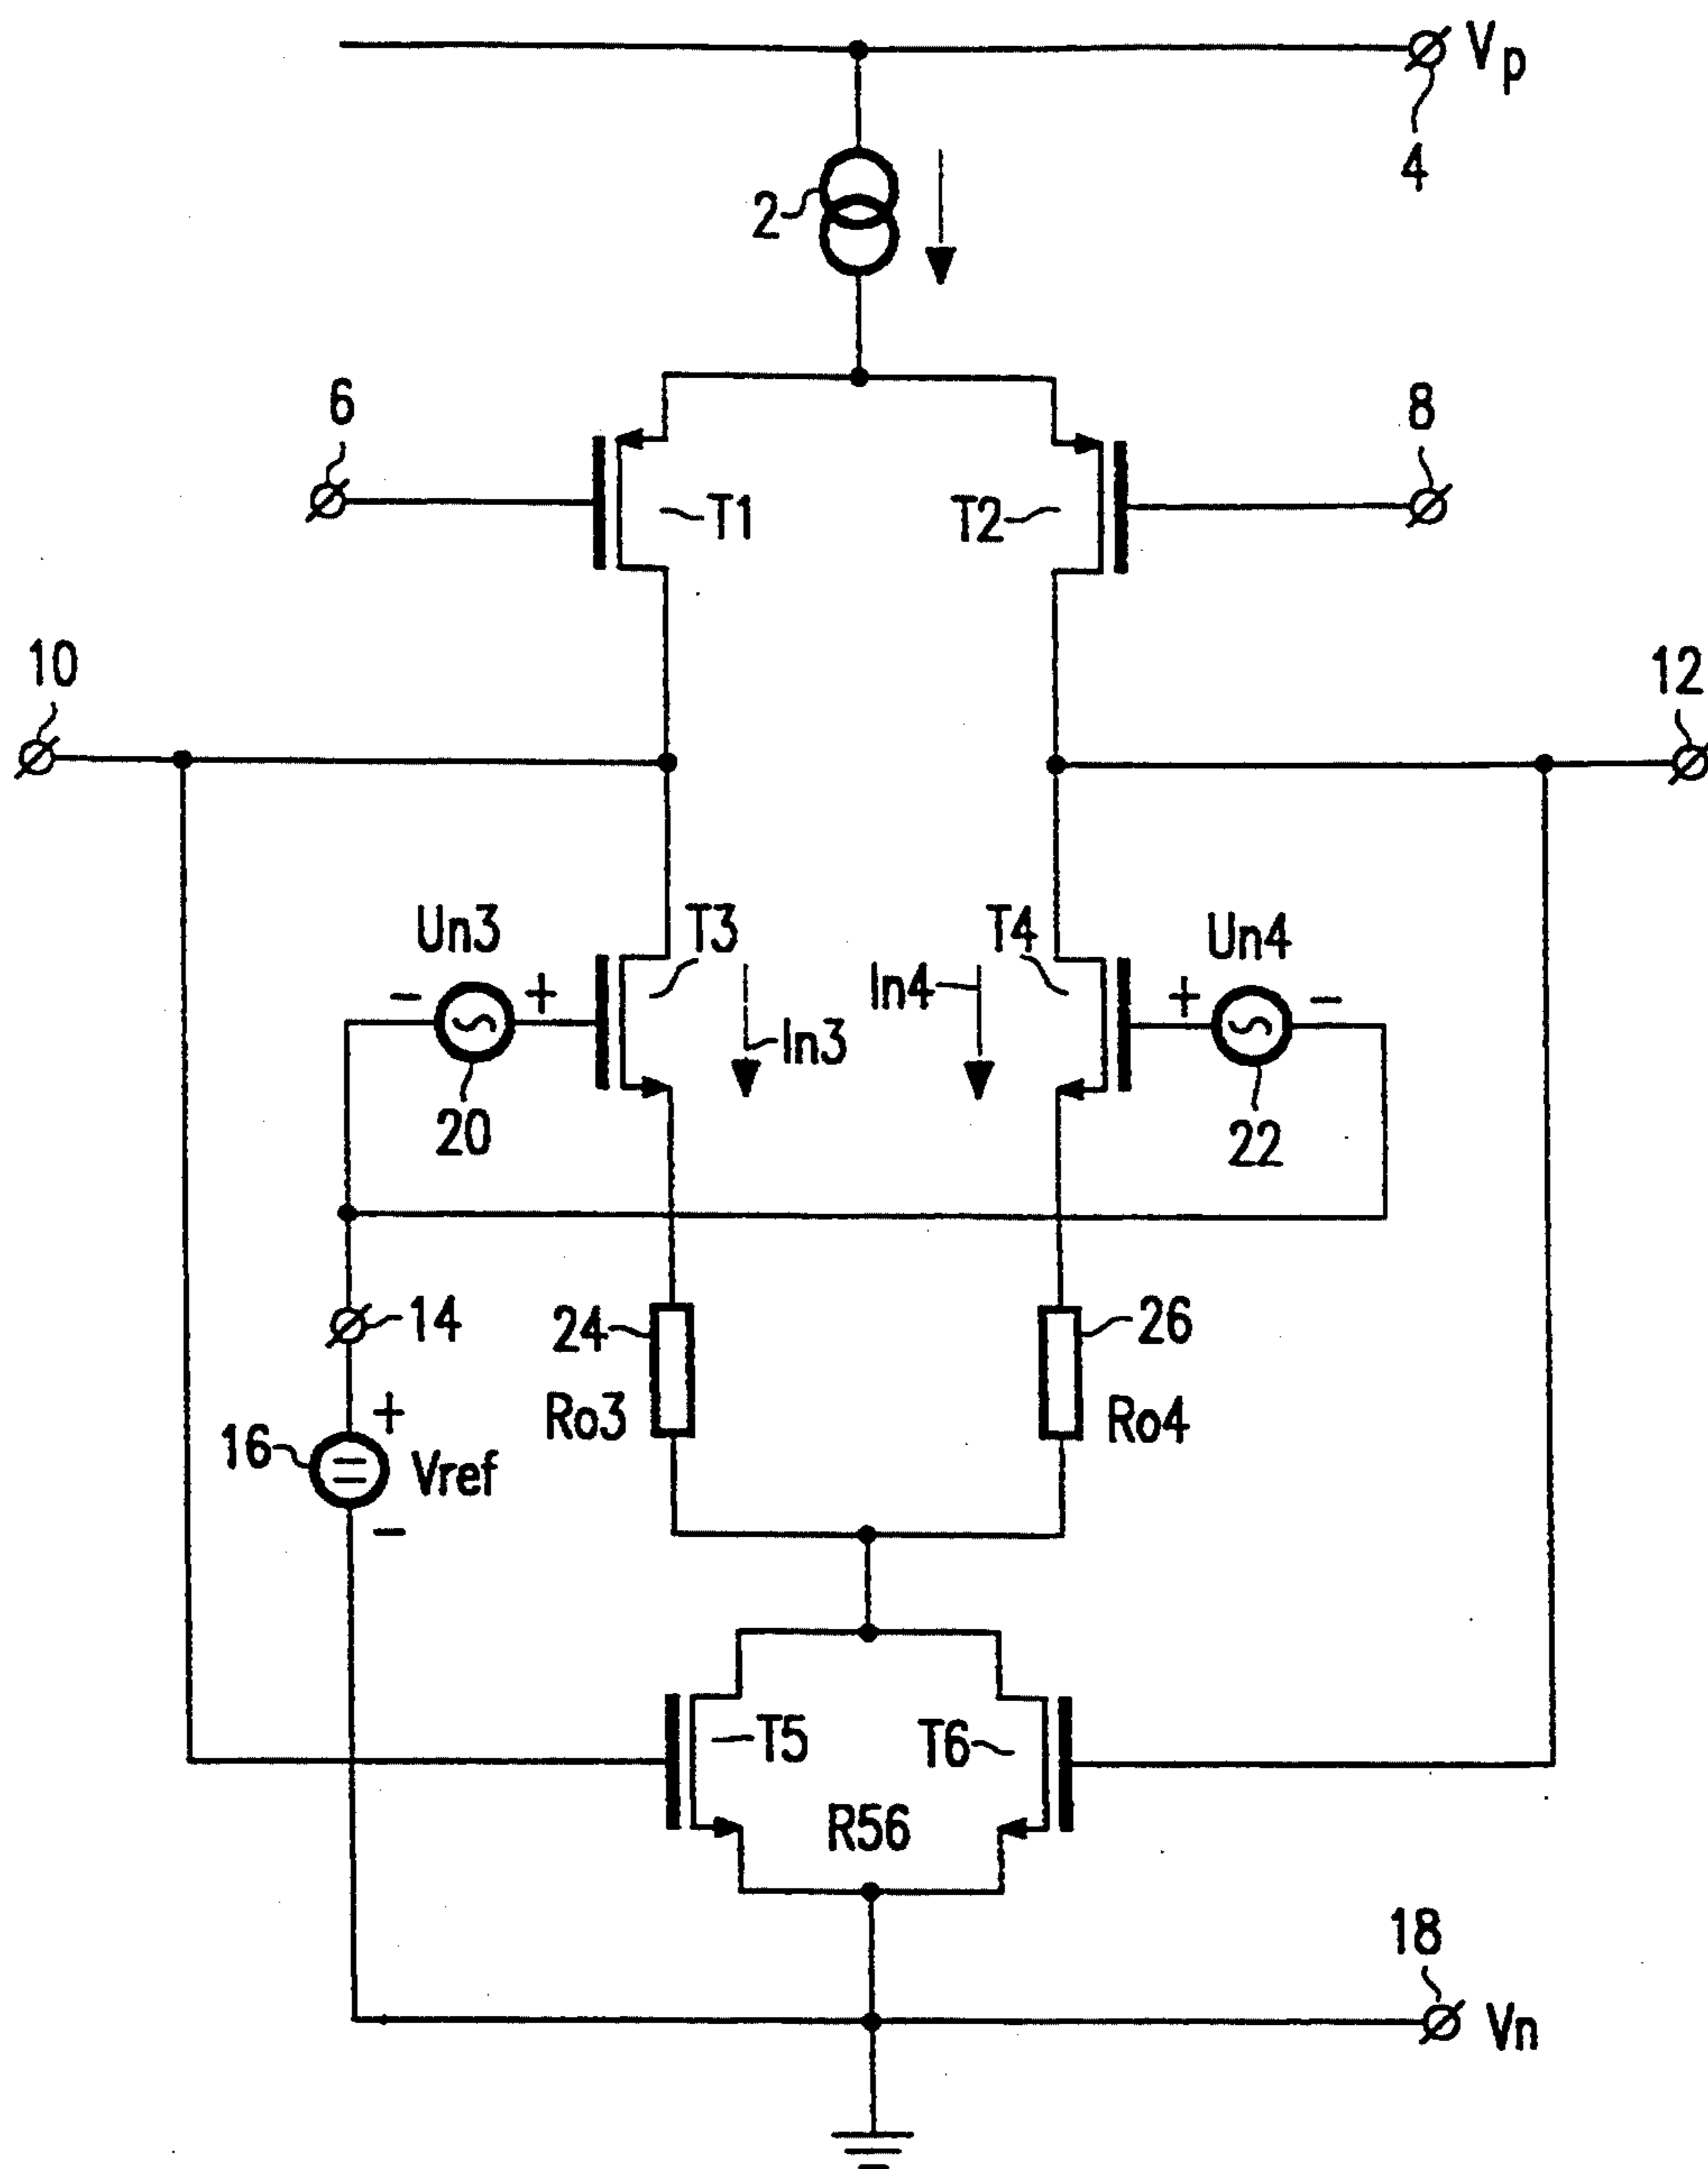 Vp
4
2
6
8
T1
T2
10
12
Un3
T3
T4
Un4
- +
+ -
In4
In3
20
22
14
24
26
+
Ro3
Ro4
16
Vref
-
T5
T6
R56
18
Vn